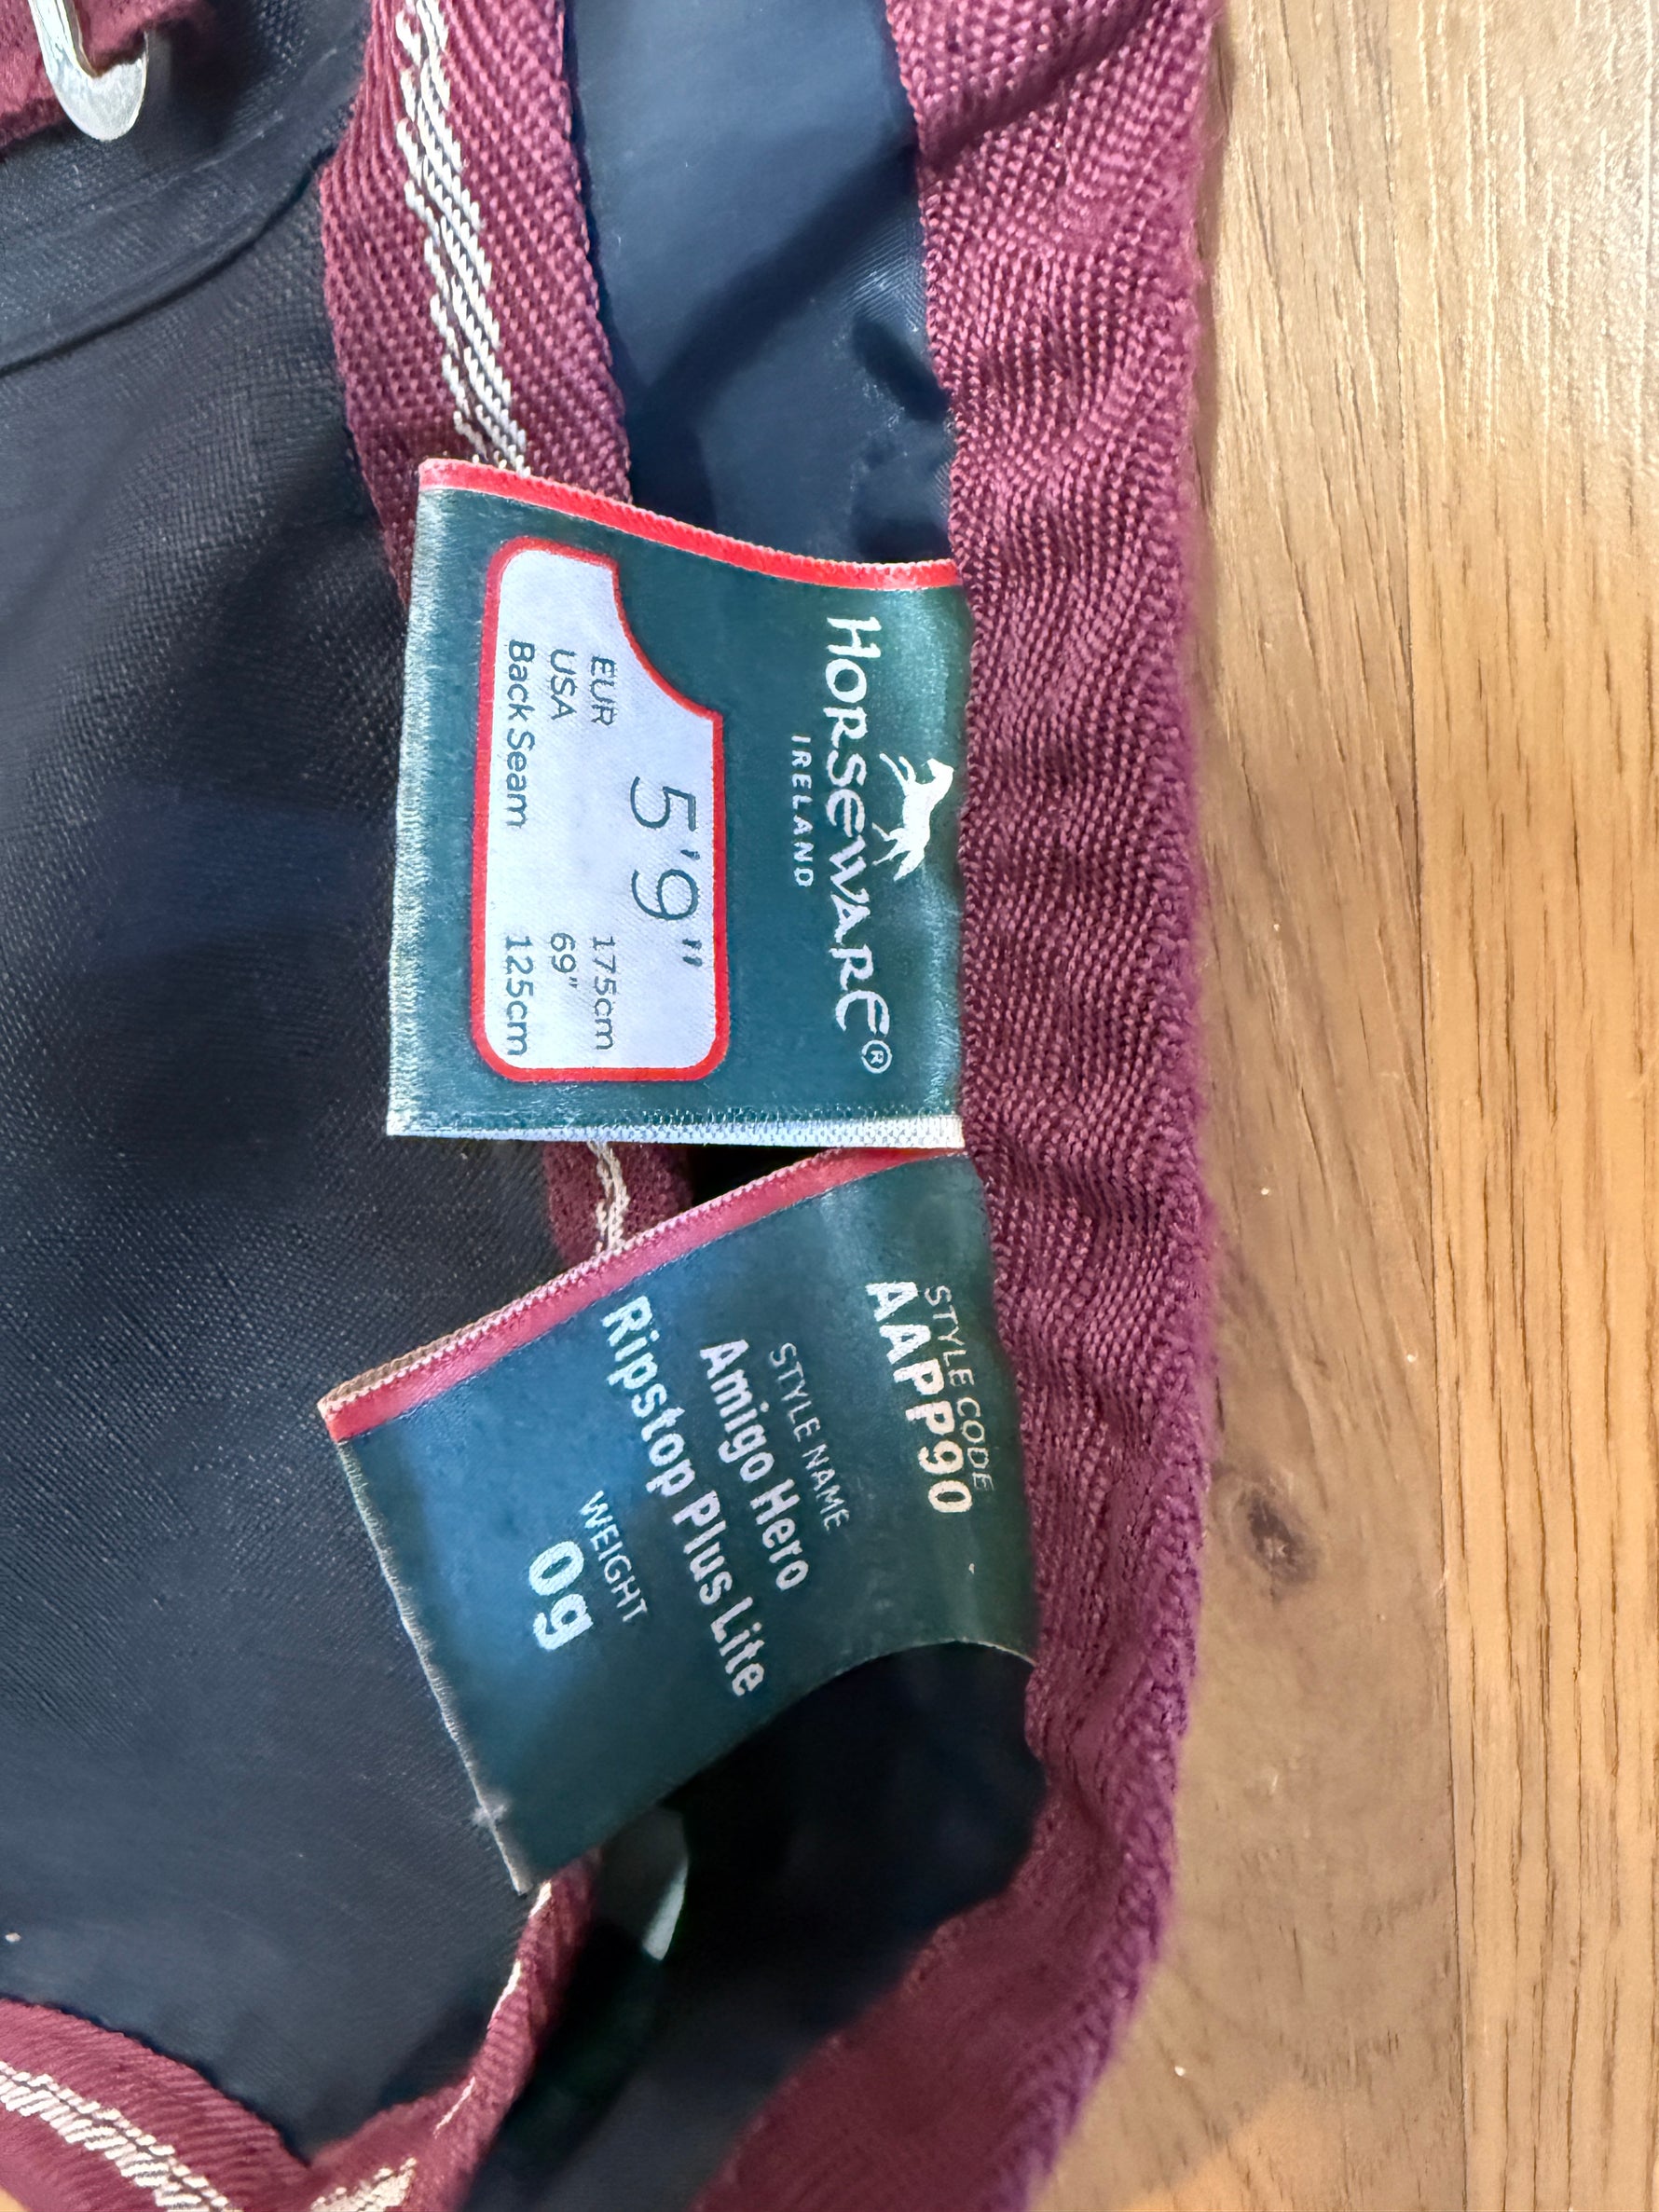 HORSEWARE®
IRELAND
5'9"
EUR 175cm
USA 69"
Back Seam 125cm
STYLE CODE
AAPP90
STYLE NAME
Amigo Hero
Ripstop Plus Lite
WEIGHT
0g